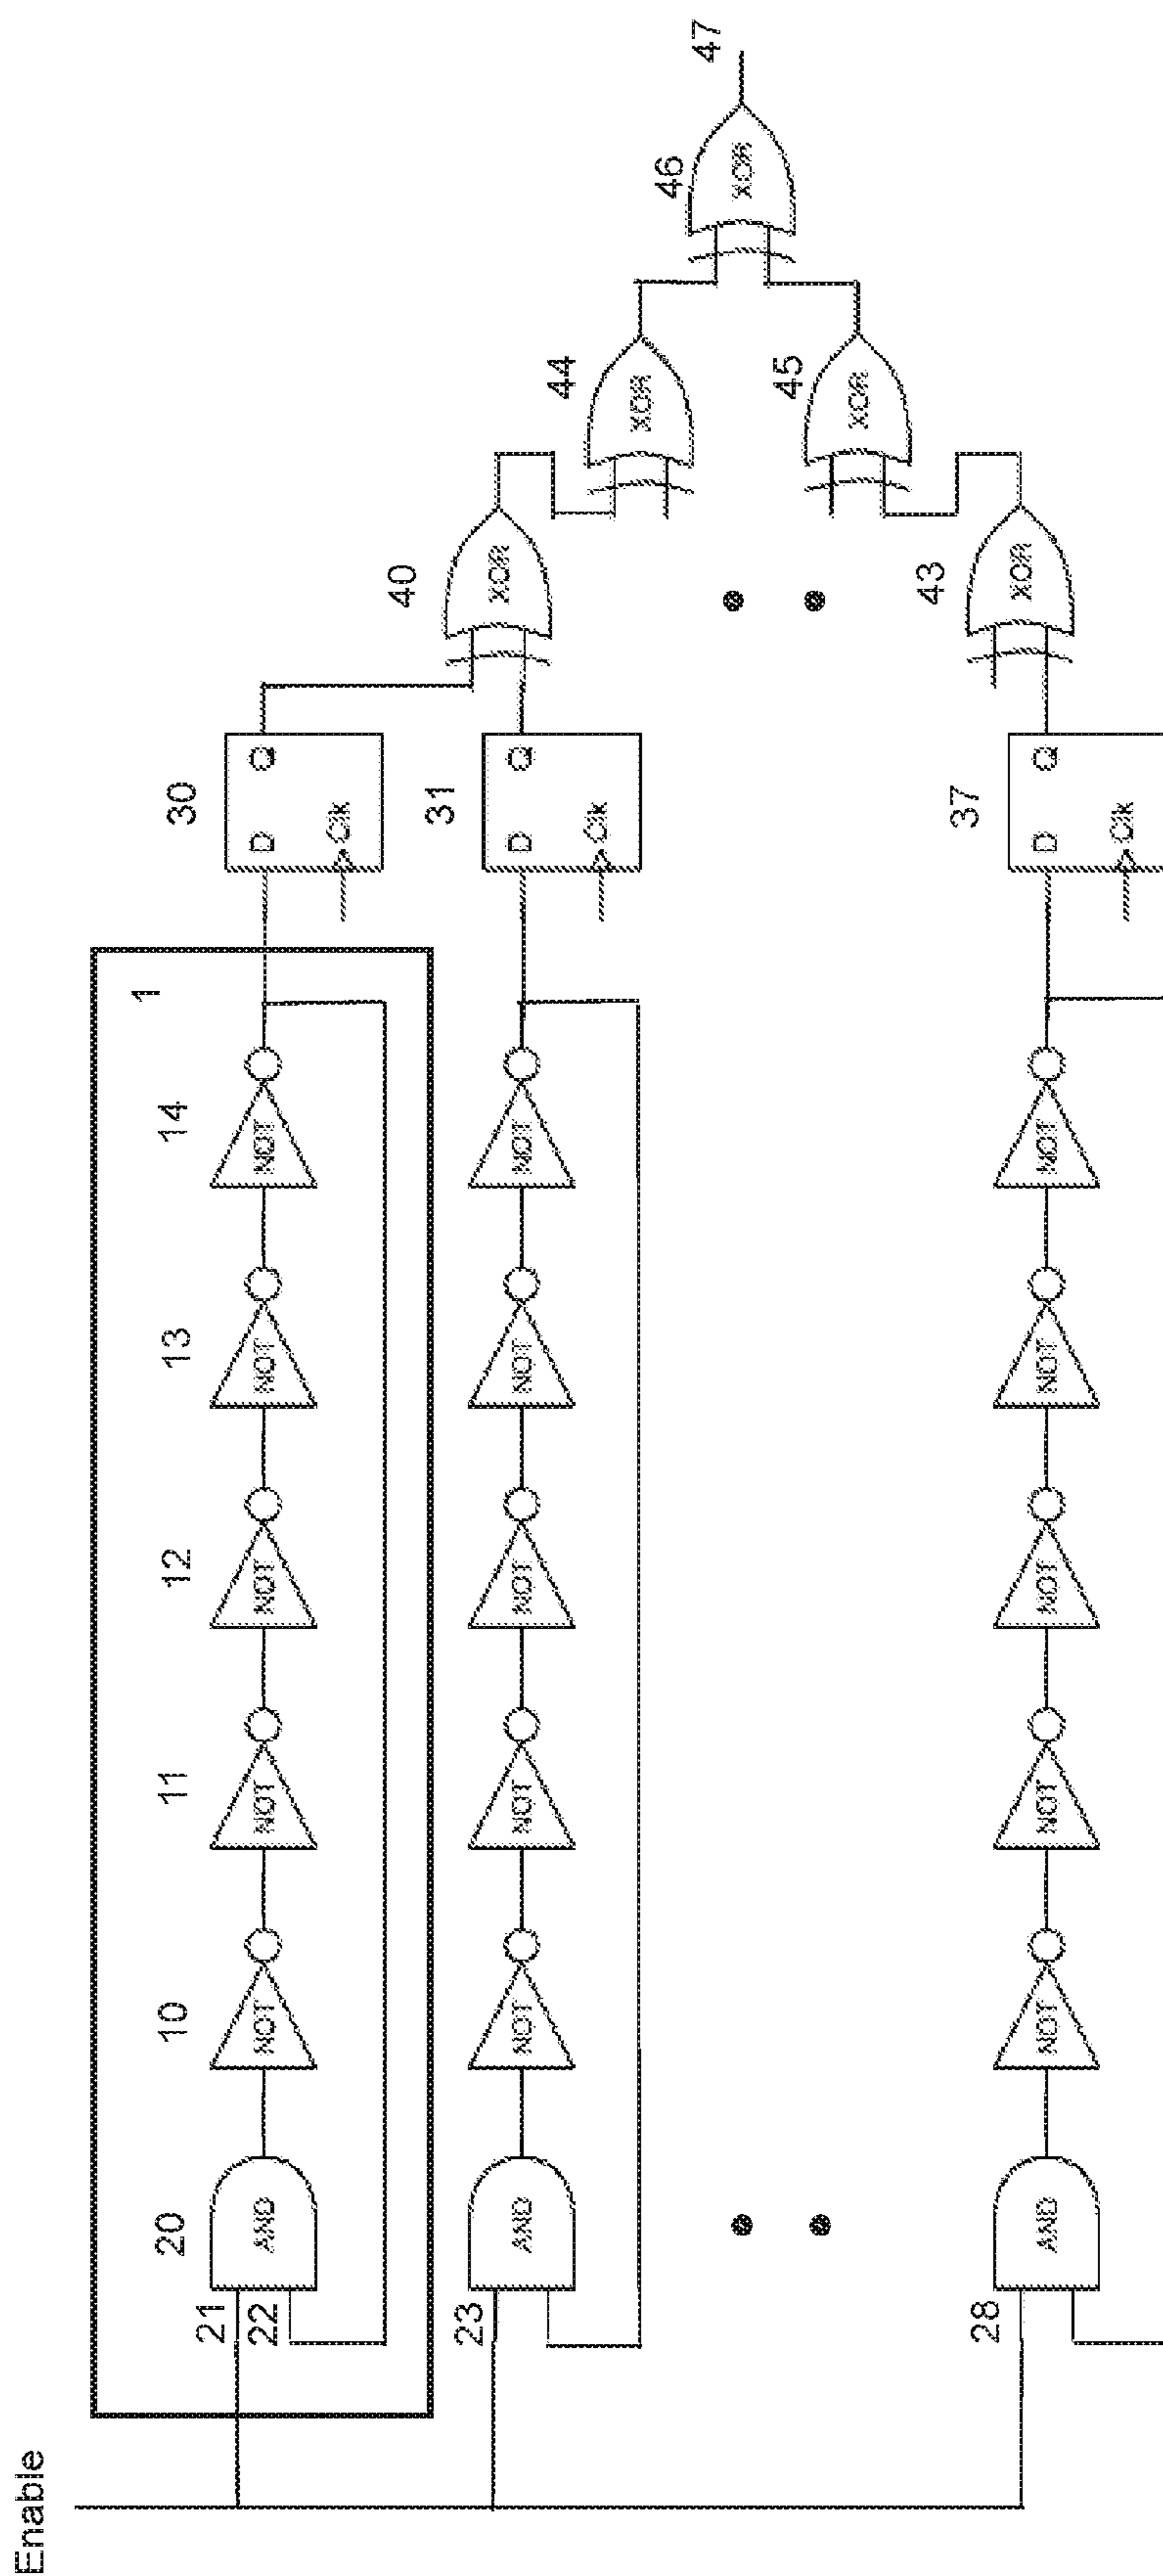 Enable
1
20
10
11
12
13
14
30
21
22
AND
NOT
NOT
NOT
NOT
NOT
D
Q
Clk
40
XOR
31
23
AND
NOT
NOT
NOT
NOT
NOT
D
Q
Clk
44
XOR
46
XOR
47
45
XOR
43
XOR
37
28
AND
NOT
NOT
NOT
NOT
NOT
D
Q
Clk